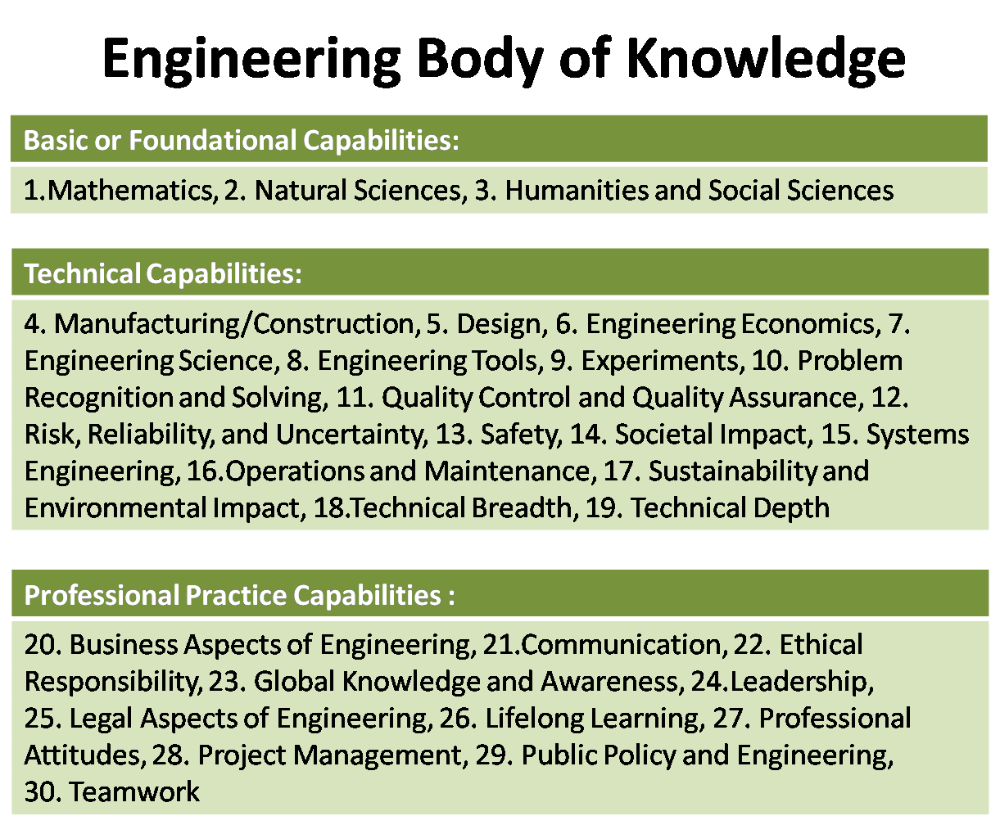 Engineering Body of Knowledge
Basic or Foundational Capabilities:
1.Mathematics, 2. Natural Sciences, 3. Humanities and Social Sciences
Technical Capabilities:
4. Manufacturing/Construction, 5. Design, 6. Engineering Economics, 7.
Engineering Science, 8. Engineering Tools, 9. Experiments, 10. Problem
Recognition and Solving, 11. Quality Control and Quality Assurance, 12.
Risk, Reliability, and Uncertainty, 13. Safety, 14. Societal Impact, 15. Systems
Engineering, 16.Operations and Maintenance, 17. Sustainability and
Environmental Impact, 18.Technical Breadth, 19. Technical Depth
Professional Practice Capabilities :
20. Business Aspects of Engineering, 21.Communication, 22. Ethical
Responsibility, 23. Global Knowledge and Awareness, 24.Leadership,
25. Legal Aspects of Engineering, 26. Lifelong Learning, 27. Professional
Attitudes, 28. Project Management, 29. Public Policy and Engineering,
30. Teamwork